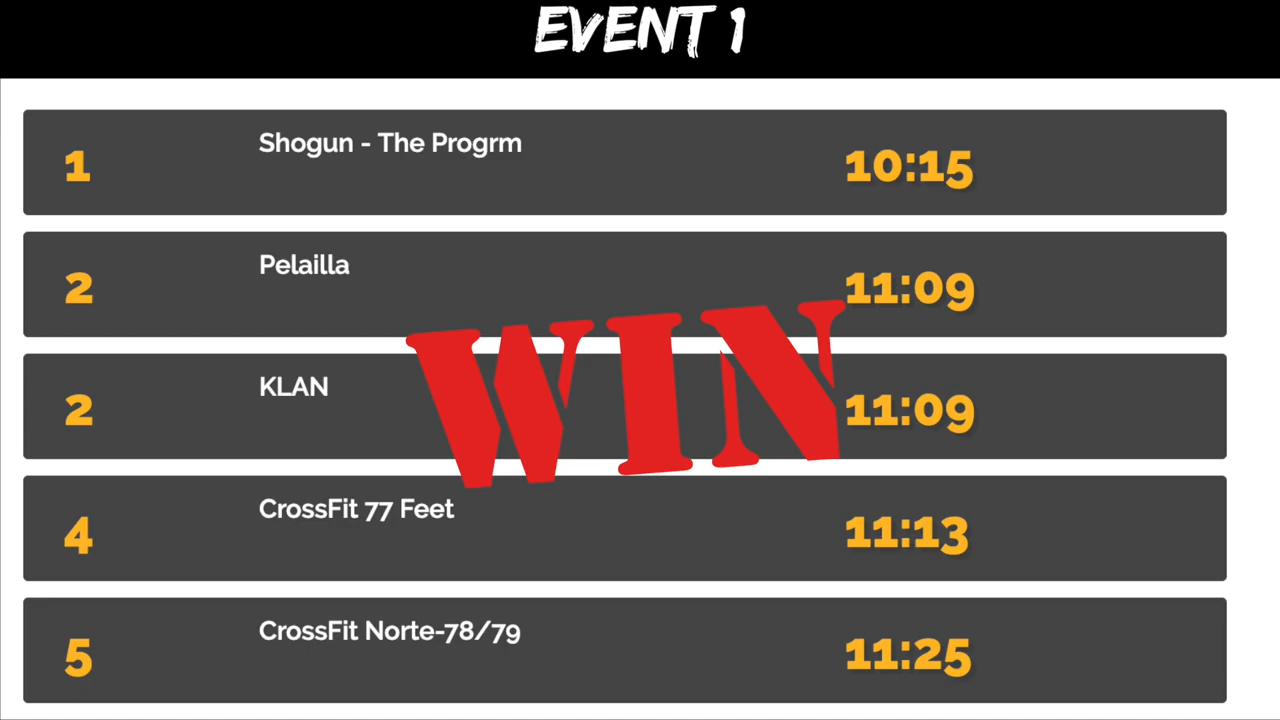 EVENT 1
1 Shogun - The Progrm 10:15
2 Pelailla 11:09
WIN
2 KLAN 11:09
4 CrossFit 77 Feet 11:13
5 CrossFit Norte-78/79 11:25